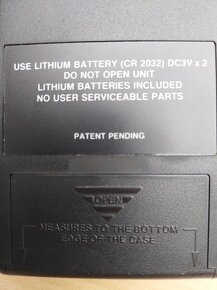 USE LITHIUM BATTERY (CR 2032) DC3V x 2
DO NOT OPEN UNIT
LITHIUM BATTERIES INCLUDED
NO USER SERVICEABLE PARTS
PATENT PENDING
OPEN
MEASURES TO THE BOTTOM
EDGE OF THE CASE